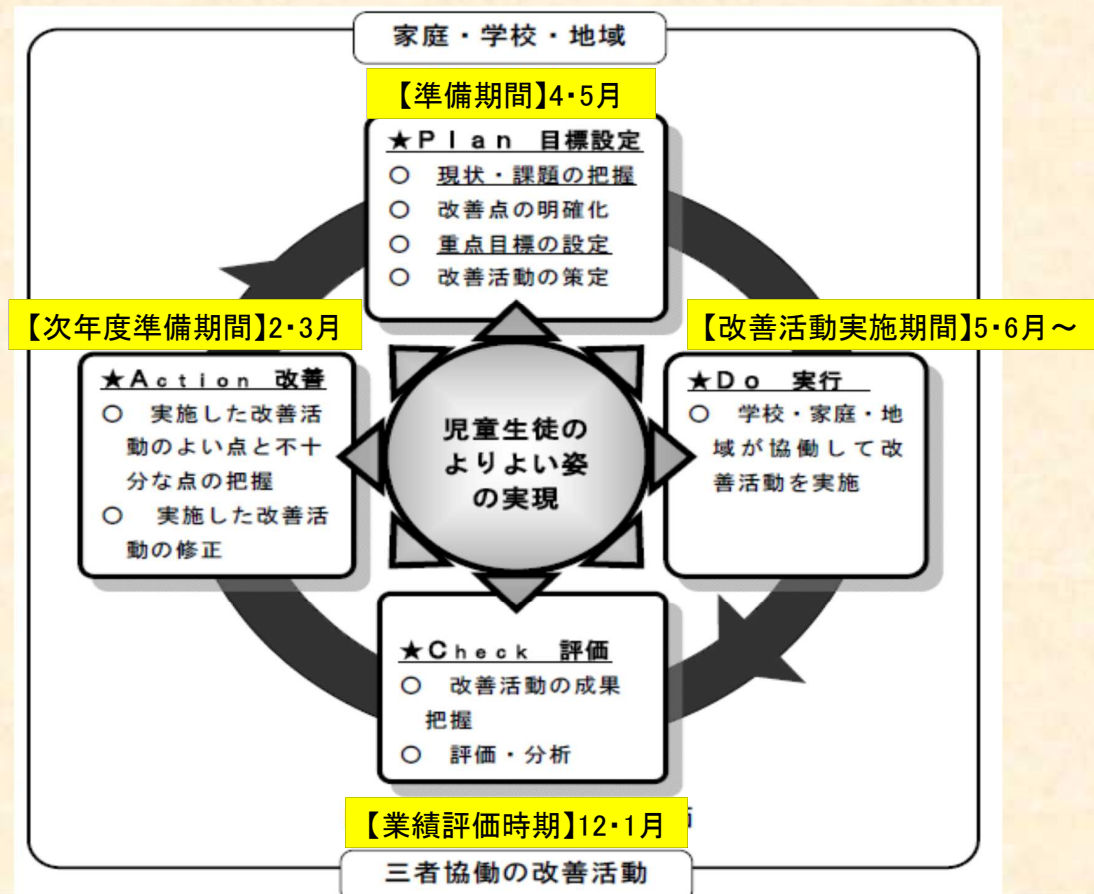 家庭・学校・地域
【準備期間】4・5月
★Plan 目標設定
○ 現状・課題の把握
○ 改善点の明確化
○ 重点目標の設定
○ 改善活動の策定
【次年度準備期間】2・3月
★Action 改善
○ 実施した改善活
動のよい点と不十
分な点の把握
○ 実施した改善活
動の修正
児童生徒の
よりよい姿
の実現
【改善活動実施期間】5・6月～
★Do 実行
○ 学校・家庭・地
域が協働して改
善活動を実施
★Check 評価
○ 改善活動の成果
把握
○ 評価・分析
【業績評価時期】12・1月
三者協働の改善活動